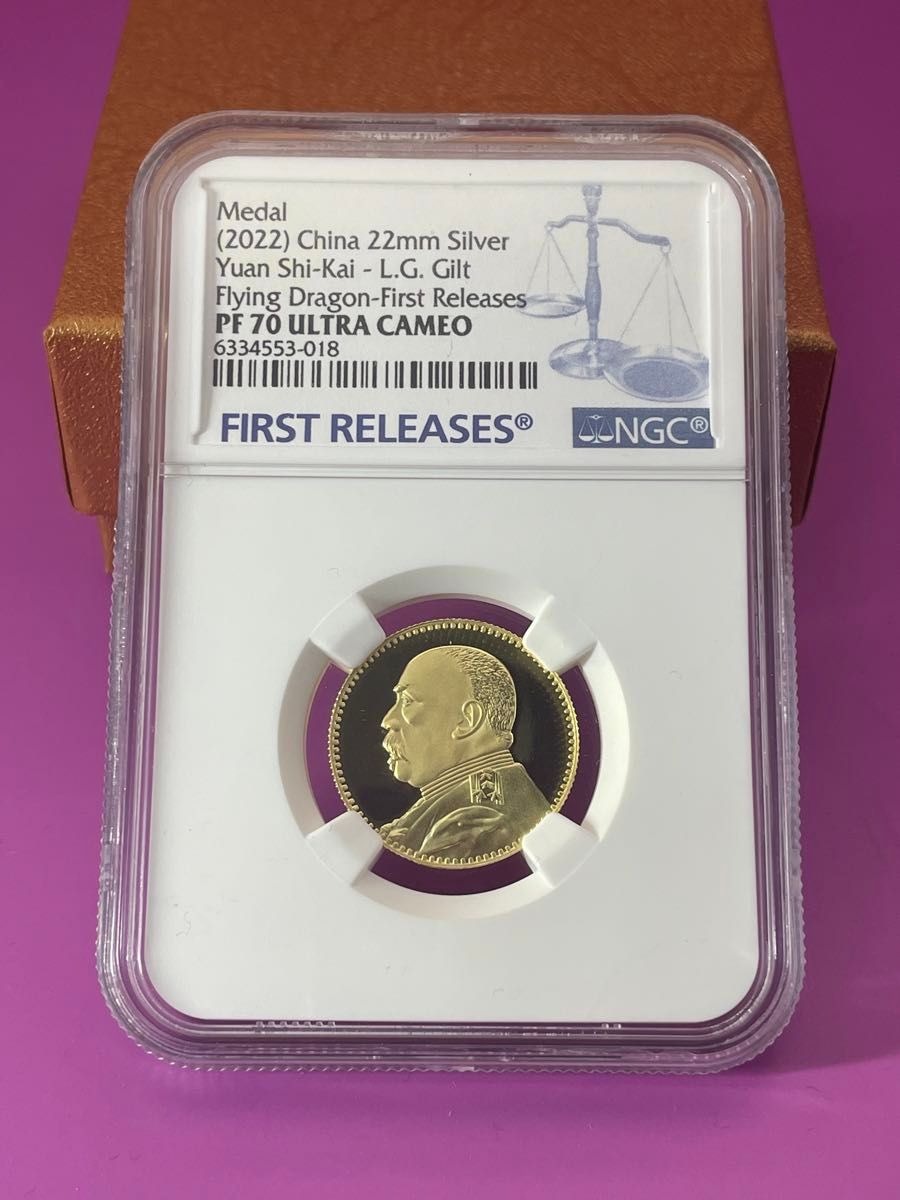 Medal
(2022) China 22mm Silver
Yuan Shi-Kai - L.G. Gilt
Flying Dragon-First Releases
PF 70 ULTRA CAMEO
6334553-018
FIRST RELEASES®
NGC®